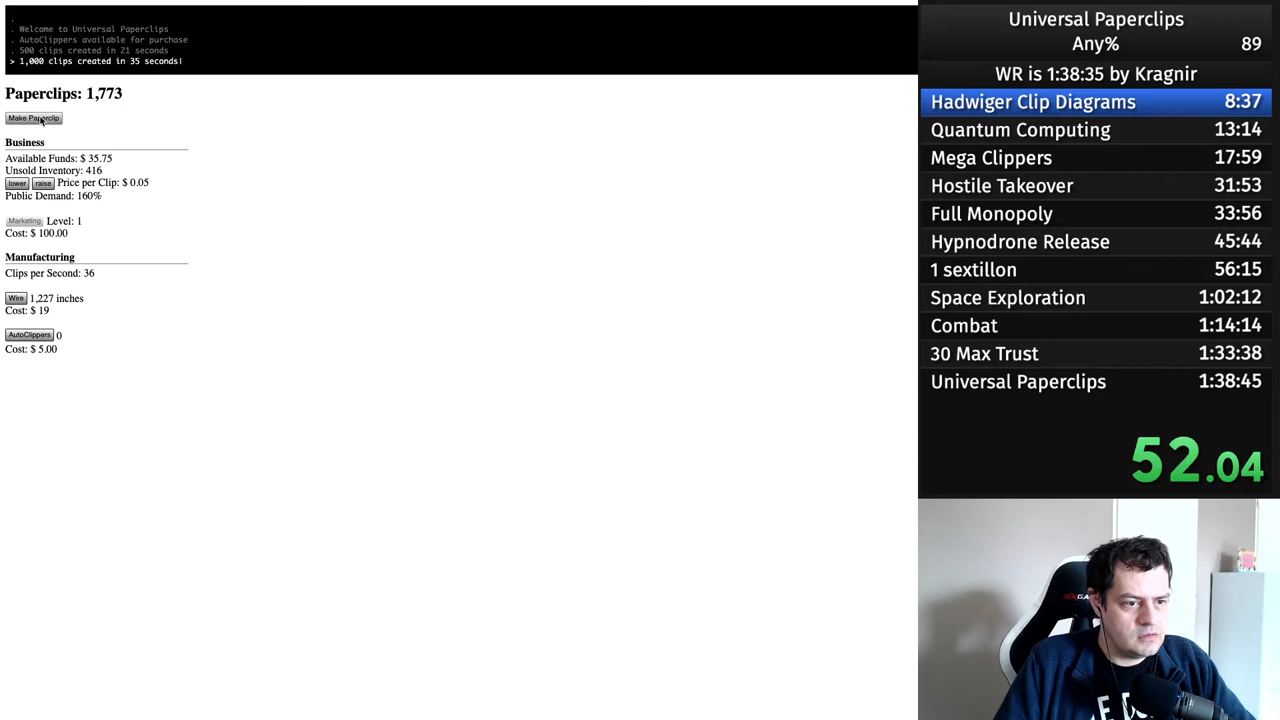 . Welcome to Universal Paperclips
. AutoClippers available for purchase
. 500 clips created in 21 seconds
> 1,000 clips created in 35 seconds|
Paperclips: 1,773
Make Paperclip
Business
Available Funds: $ 35.75
Unsold Inventory: 416
lower raise Price per Clip: $ 0.05
Public Demand: 160%
Marketing Level: 1
Cost: $ 100.00
Manufacturing
Clips per Second: 36
Wire 1,227 inches
Cost: $ 19
AutoClippers 0
Cost: $ 5.00
Universal Paperclips
Any% 89
WR is 1:38:35 by Kragnir
Hadwiger Clip Diagrams 8:37
Quantum Computing 13:14
Mega Clippers 17:59
Hostile Takeover 31:53
Full Monopoly 33:56
Hypnodrone Release 45:44
1 sextillon 56:15
Space Exploration 1:02:12
Combat 1:14:14
30 Max Trust 1:33:38
Universal Paperclips 1:38:45
52.04